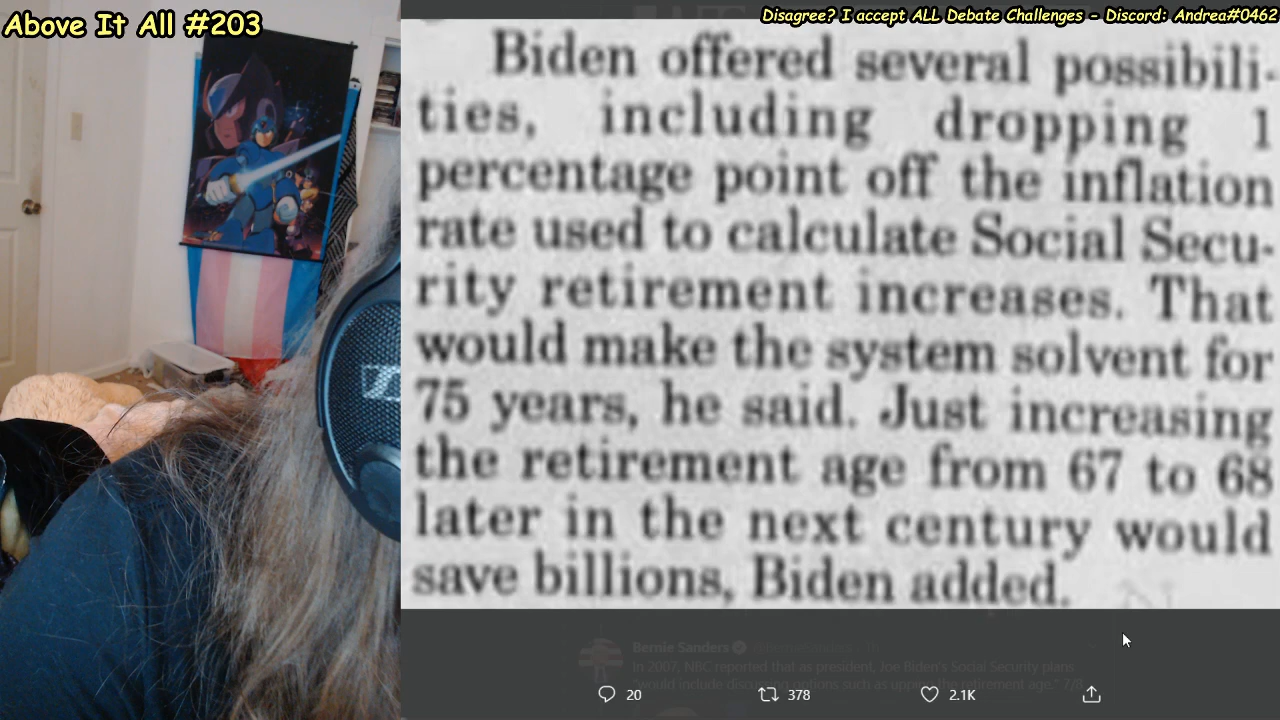 Above It All #203
Disagree? I accept ALL Debate Challenges - Discord: Andrea#0462
Biden offered several possibili-
ties, including dropping 1
percentage point off the inflation
rate used to calculate Social Secu-
rity retirement increases. That
would make the system solvent for
75 years, he said. Just increasing
the retirement age from 67 to 68
later in the next century would
save billions, Biden added.
Bernie Sanders
In 2007, NBC reported that as president, Joe Biden's Social Security plans
"would include discussing options such as upping the retirement age." 7/8
20 378 2.1K